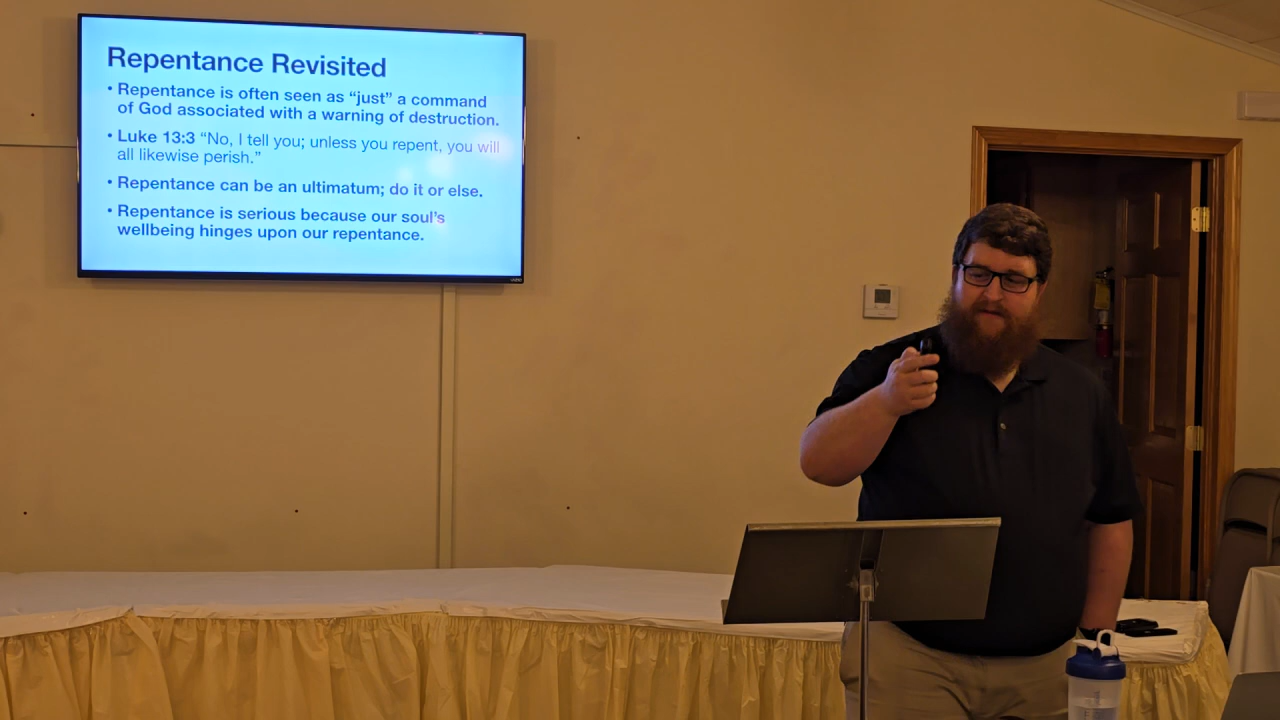 Repentance Revisited
• Repentance is often seen as “just” a command
of God associated with a warning of destruction.
• Luke 13:3 “No, I tell you; unless you repent, you will
all likewise perish.”
• Repentance can be an ultimatum; do it or else.
• Repentance is serious because our soul’s
wellbeing hinges upon our repentance.